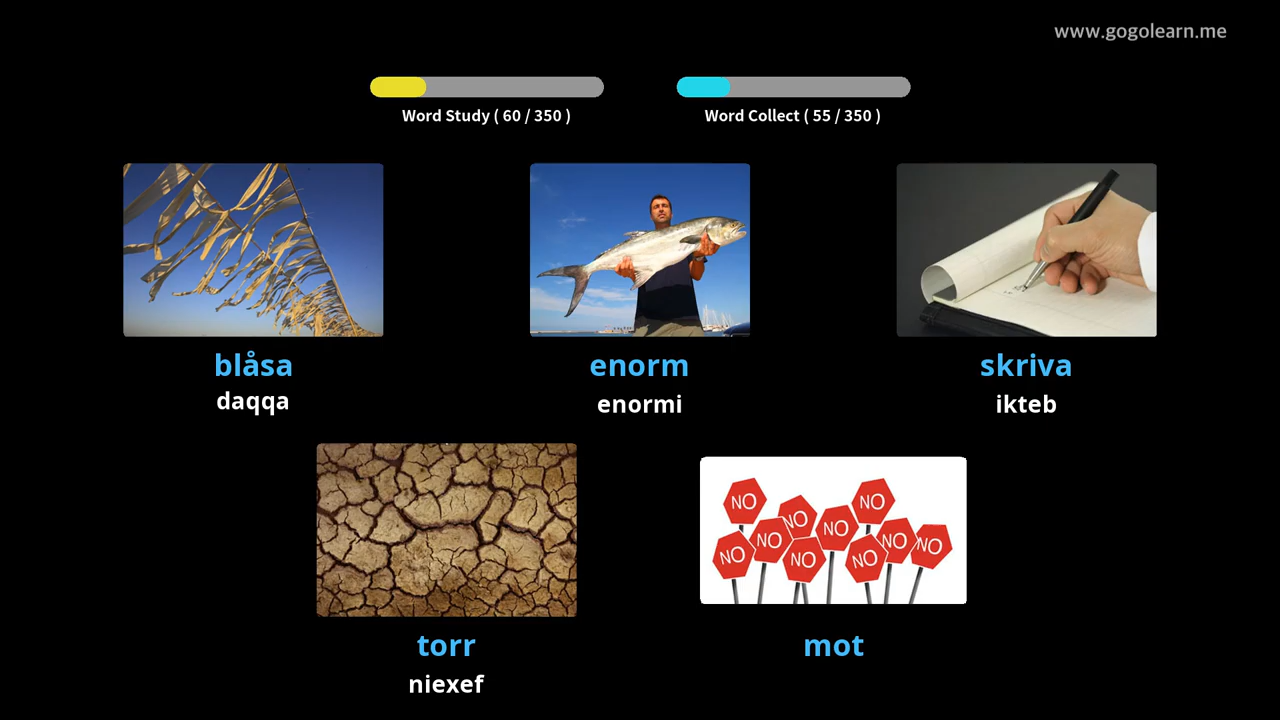 www.gogolearn.me
Word Study ( 60 / 350 )
Word Collect ( 55 / 350 )
blåsa
daqqa
enorm
enormi
skriva
ikteb
torr
niexef
mot
NO
NO
NO
NO
NO
NO
NO
NO
NO
NO